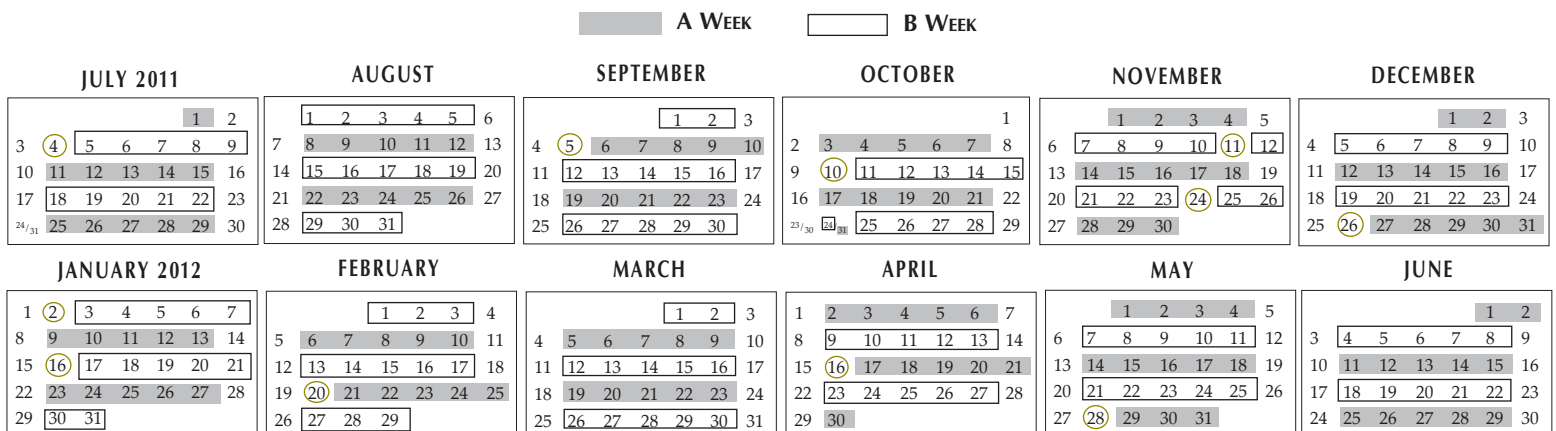 A WEEK B WEEK
JULY 2011 AUGUST SEPTEMBER OCTOBER NOVEMBER DECEMBER
1 2
3 4 5 6 7 8 9
10 11 12 13 14 15 16
17 18 19 20 21 22 23
24/31 25 26 27 28 29 30
1 2 3 4 5 6
7 8 9 10 11 12 13
14 15 16 17 18 19 20
21 22 23 24 25 26 27
28 29 30 31
1 2 3
4 5 6 7 8 9 10
11 12 13 14 15 16 17
18 19 20 21 22 23 24
25 26 27 28 29 30
1
2 3 4 5 6 7 8
9 10 11 12 13 14 15
16 17 18 19 20 21 22
23/30 24/31 25 26 27 28 29
1 2 3 4 5
6 7 8 9 10 11 12
13 14 15 16 17 18 19
20 21 22 23 24 25 26
27 28 29 30
1 2 3
4 5 6 7 8 9 10
11 12 13 14 15 16 17
18 19 20 21 22 23 24
25 26 27 28 29 30 31
JANUARY 2012 FEBRUARY MARCH APRIL MAY JUNE
1 2 3 4 5 6 7
8 9 10 11 12 13 14
15 16 17 18 19 20 21
22 23 24 25 26 27 28
29 30 31
1 2 3 4
5 6 7 8 9 10 11
12 13 14 15 16 17 18
19 20 21 22 23 24 25
26 27 28 29
1 2 3
4 5 6 7 8 9 10
11 12 13 14 15 16 17
18 19 20 21 22 23 24
25 26 27 28 29 30 31
1 2 3 4 5 6 7
8 9 10 11 12 13 14
15 16 17 18 19 20 21
22 23 24 25 26 27 28
29 30
1 2 3 4 5
6 7 8 9 10 11 12
13 14 15 16 17 18 19
20 21 22 23 24 25 26
27 28 29 30 31
1 2
3 4 5 6 7 8 9
10 11 12 13 14 15 16
17 18 19 20 21 22 23
24 25 26 27 28 29 30